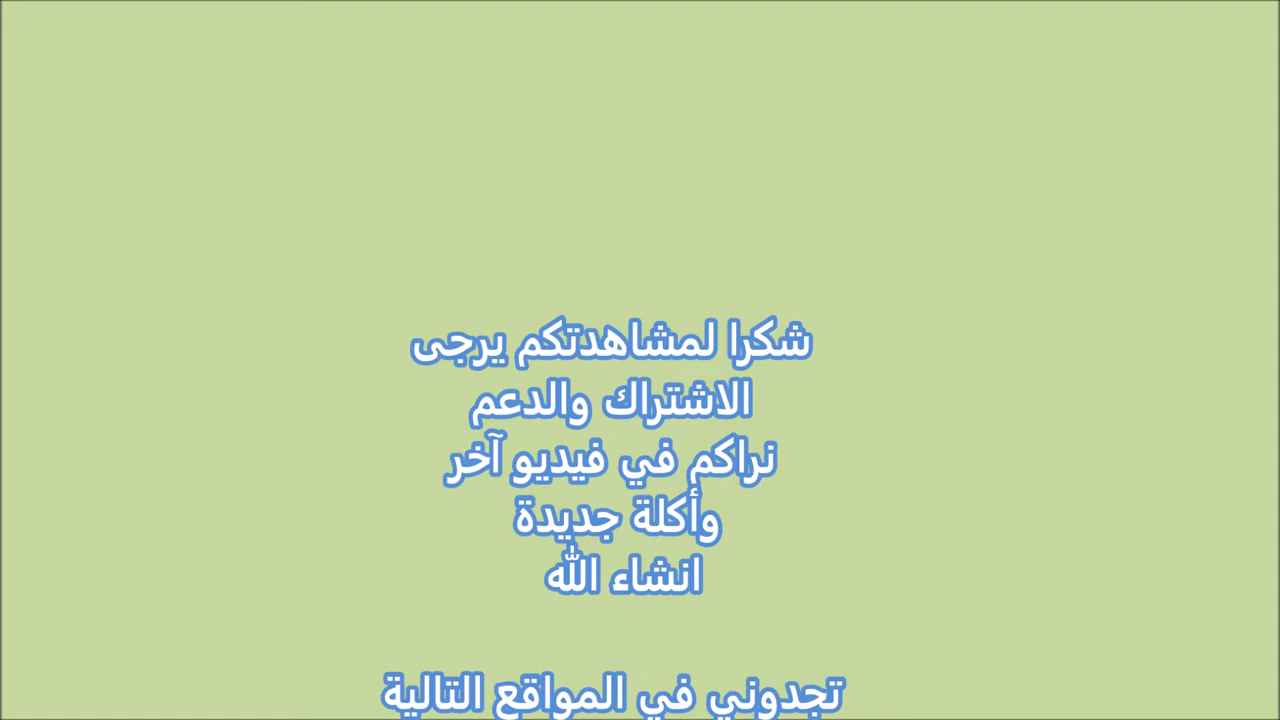 شكرا لمشاهدتكم يرجى
الاشتراك والدعم
نراكم في فيديو آخر
وأكلة جديدة
انشاء الله
تجدوني في المواقع التالية